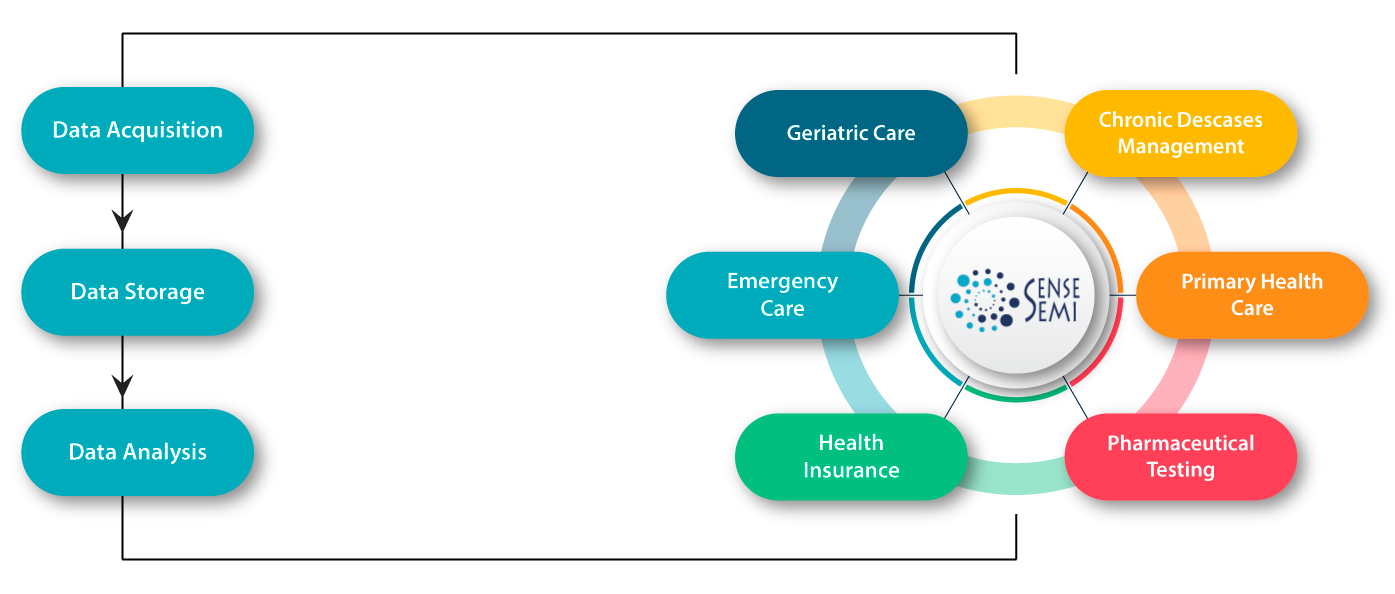 Data Acquisition
Data Storage
Data Analysis
Geriatric Care
Chronic Descases
Management
Emergency
Care
SENSE
SEMI
Primary Health
Care
Health
Insurance
Pharmaceutical
Testing